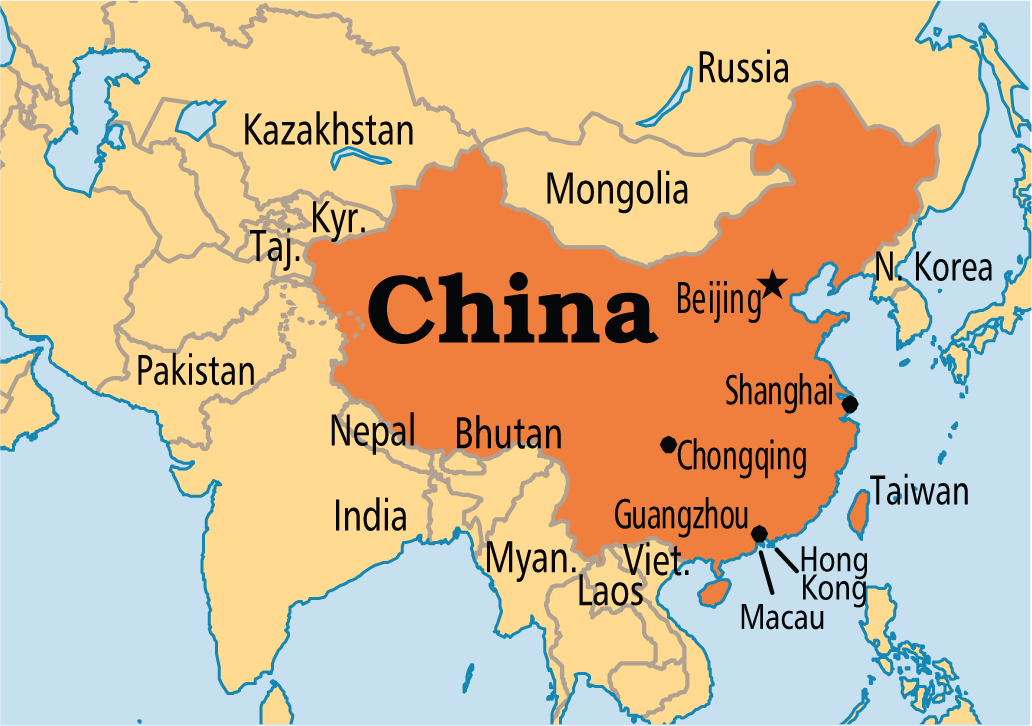 Russia
Kazakhstan
Mongolia
Kyr.
Taj.
N. Korea
China
Beijing
Pakistan
Shanghai
Nepal
Bhutan
Chongqing
Taiwan
India
Guangzhou
Myan.
Viet.
Hong
Kong
Laos
Macau